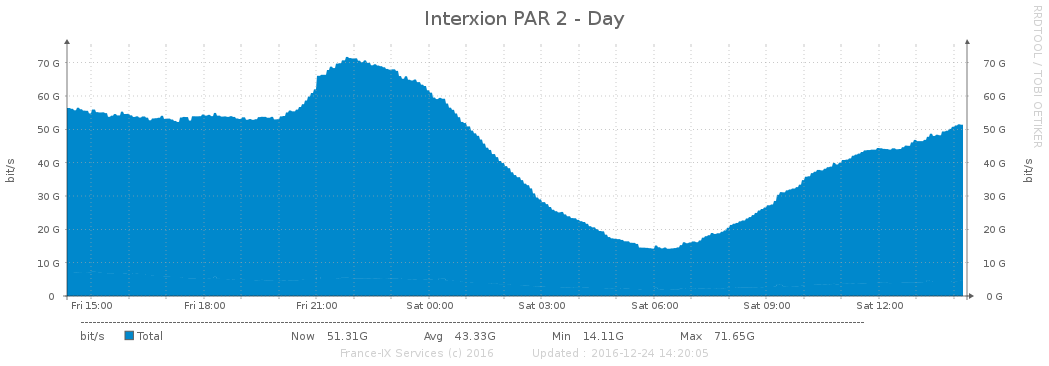 Interxion PAR 2 - Day
RRDTOOL / TOBI OETIKER
bit/s
70 G 70 G
60 G 60 G
50 G 50 G
40 G 40 G
30 G 30 G
20 G 20 G
10 G 10 G
0 0 G
bit/s
Fri 15:00 Fri 18:00 Fri 21:00 Sat 00:00 Sat 03:00 Sat 06:00 Sat 09:00 Sat 12:00
bit/s Total Now 51.31G Avg 43.33G Min 14.11G Max 71.65G
France-IX Services (c) 2016 Updated : 2016-12-24 14:20:05